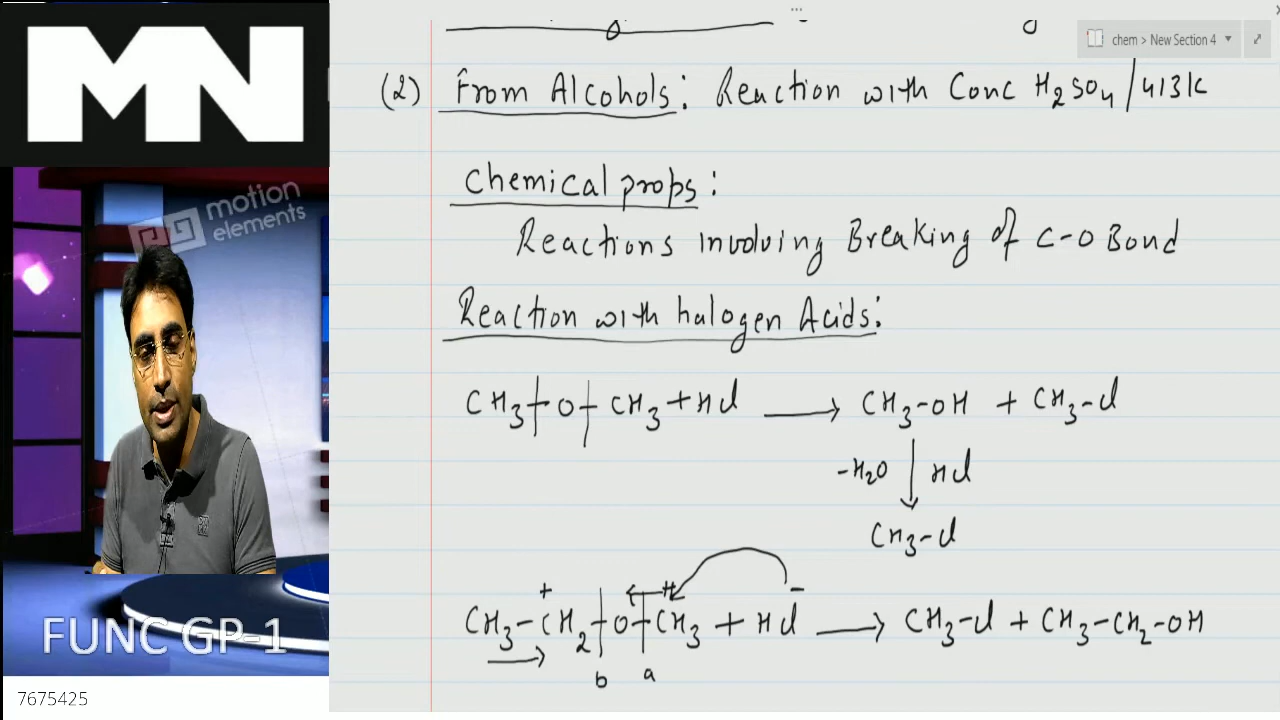 MN
motion
elements
FUNC GP-1
7675425
chem > New Section 4
(2) From Alcohols: Reaction with Conc H2SO4/413K
Chemical props:
Reactions involving Breaking of C-O Bond
Reaction with halogen Acids:
CH3-O-CH3 + HCl → CH3-OH + CH3-Cl
-H2O ↓ HCl
CH3-Cl
+ + -
CH3-CH2-O-CH3 + HCl → CH3-Cl + CH3-CH2-OH
b a